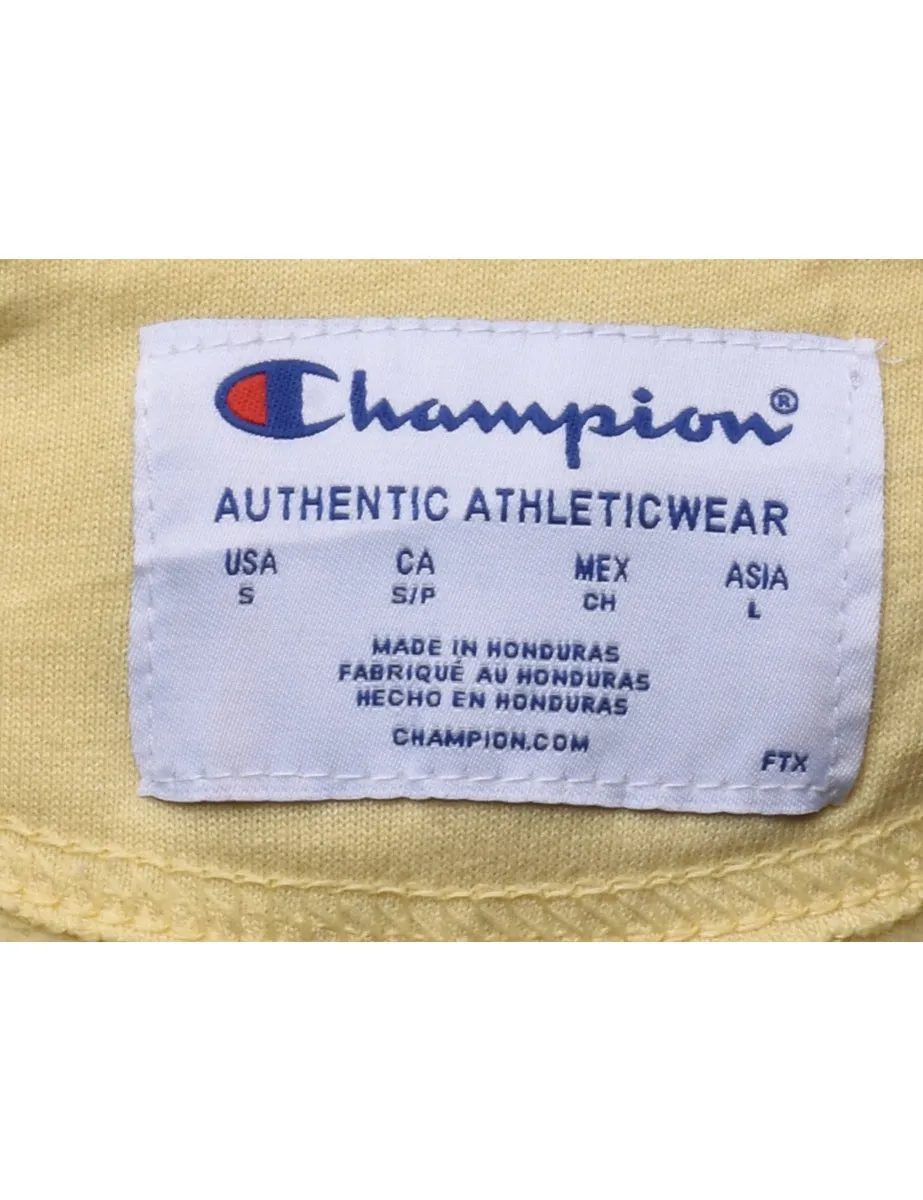 Champion®
AUTHENTIC ATHLETICWEAR
USA CA MEX ASIA
S S/P CH L
MADE IN HONDURAS
FABRIQUÉ AU HONDURAS
HECHO EN HONDURAS
CHAMPION.COM
FTX